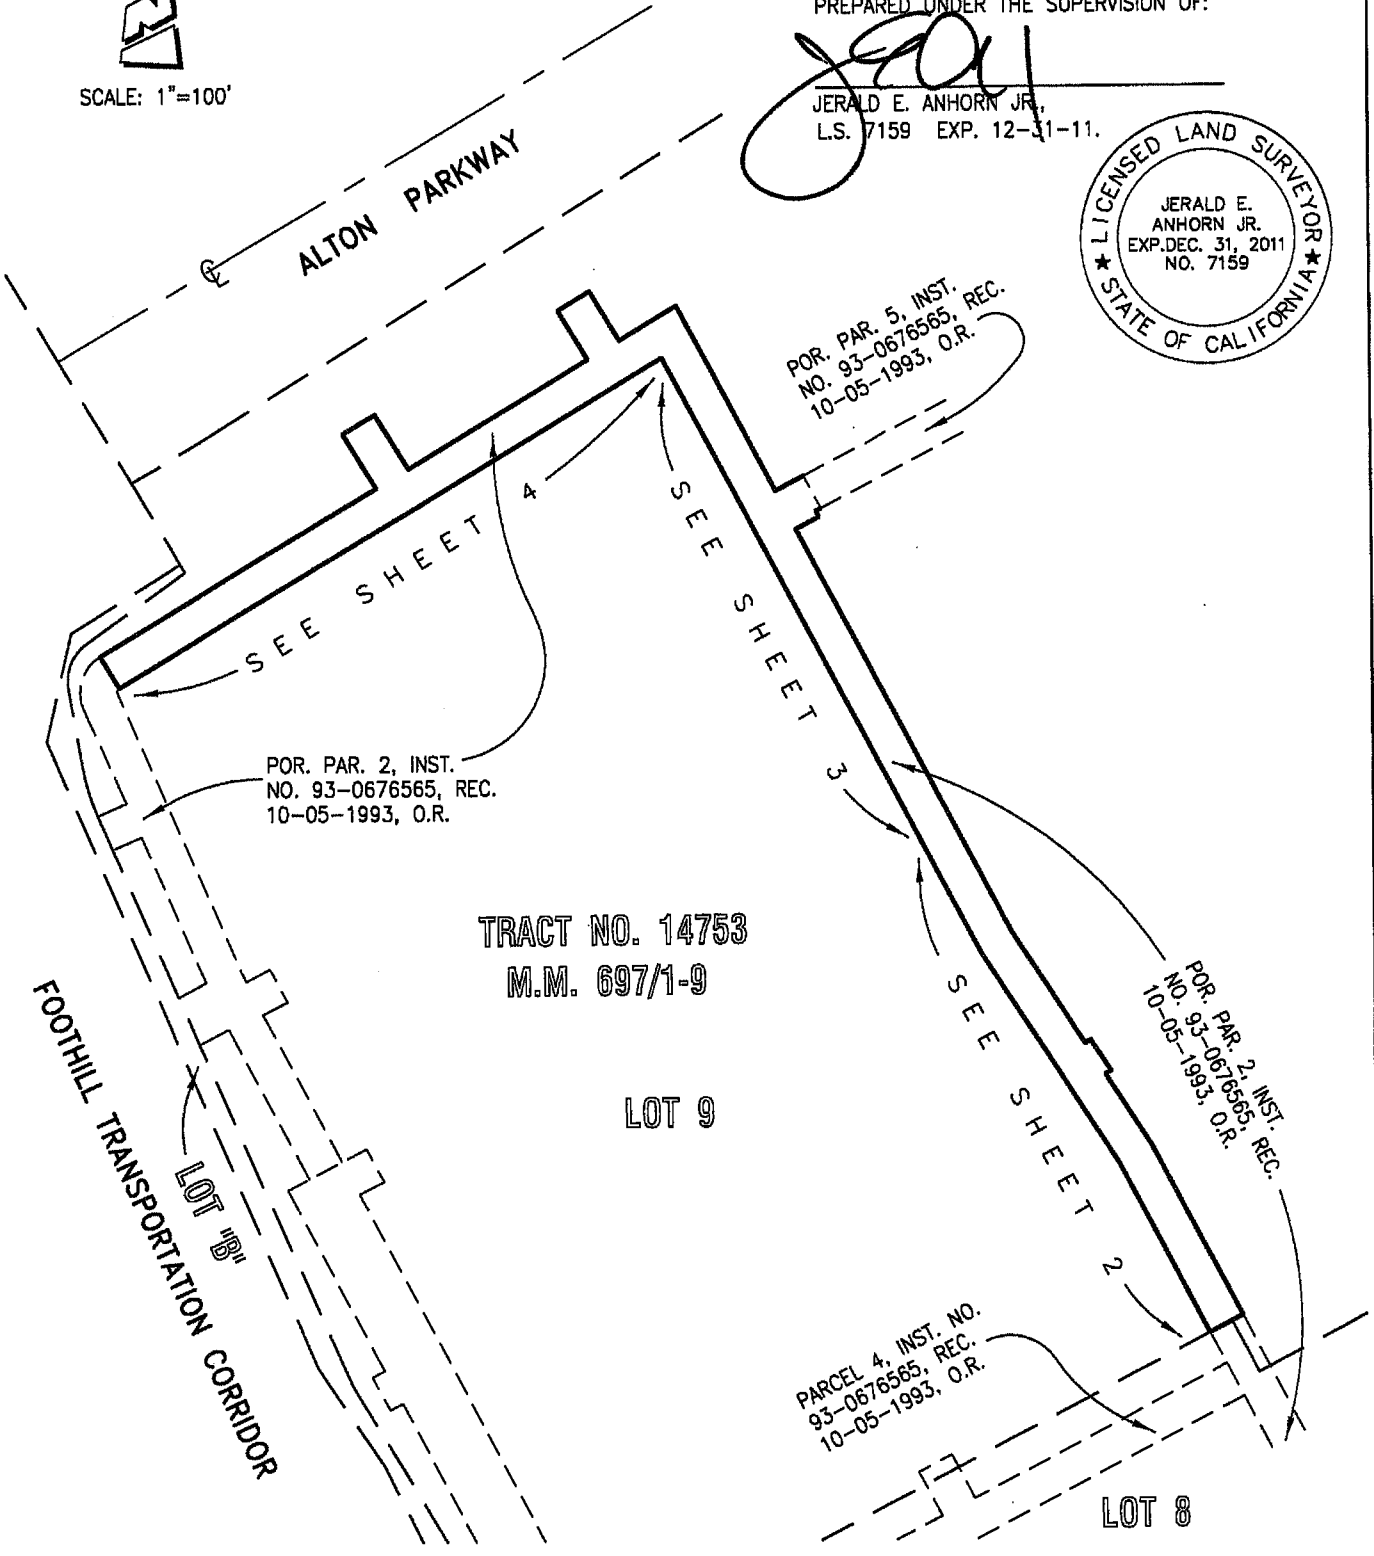 PREPARED UNDER THE SUPERVISION OF:
SCALE: 1"=100'
JERALD E. ANHORN JR.,
L.S. 7159 EXP. 12-31-11.
LICENSED LAND SURVEYOR
JERALD E.
ANHORN JR.
EXP.DEC. 31, 2011
NO. 7159
★ STATE OF CALIFORNIA ★
ALTON PARKWAY
POR. PAR. 5, INST.
NO. 93-0676565, REC.
10-05-1993, O.R.
SEE SHEET 4
SEE SHEET 3
POR. PAR. 2, INST.
NO. 93-0676565, REC.
10-05-1993, O.R.
TRACT NO. 14753
M.M. 697/1-9
LOT 9
SEE SHEET 2
POR. PAR. 2, INST.
NO. 93-0676565, REC.
10-05-1993, O.R.
FOOTHILL TRANSPORTATION CORRIDOR
LOT "B"
PARCEL 4, INST. NO.
93-0676565, REC.
10-05-1993, O.R.
LOT 8